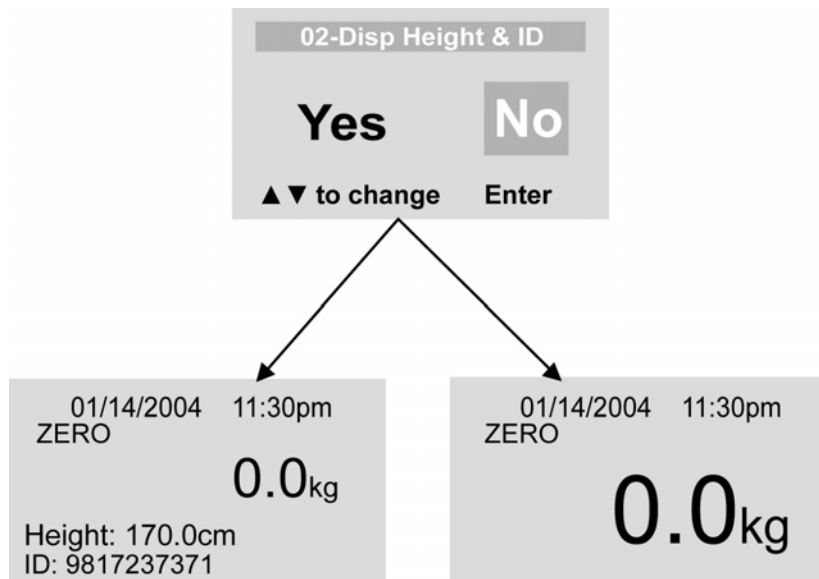 02-Disp Height & ID
Yes No
▲▼ to change Enter
01/14/2004 11:30pm
ZERO
0.0kg
Height: 170.0cm
ID: 9817237371
01/14/2004 11:30pm
ZERO
0.0kg